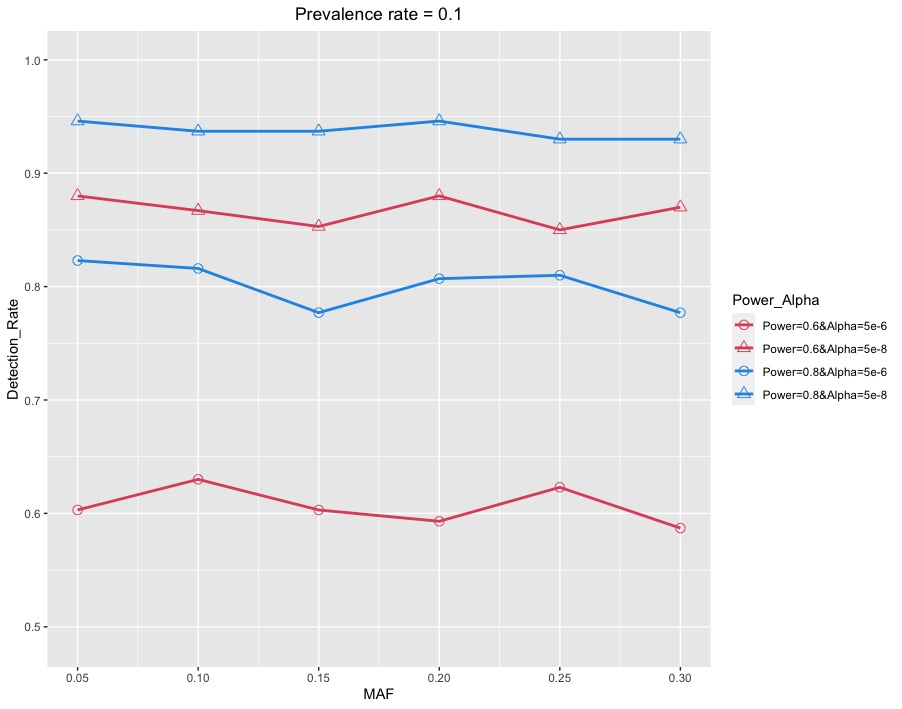 Prevalence rate = 0.1
Detection_Rate
1.0
0.9
0.8
0.7
0.6
0.5
0.05 0.10 0.15 0.20 0.25 0.30
MAF
Power_Alpha
Power=0.6&Alpha=5e-6
Power=0.6&Alpha=5e-8
Power=0.8&Alpha=5e-6
Power=0.8&Alpha=5e-8